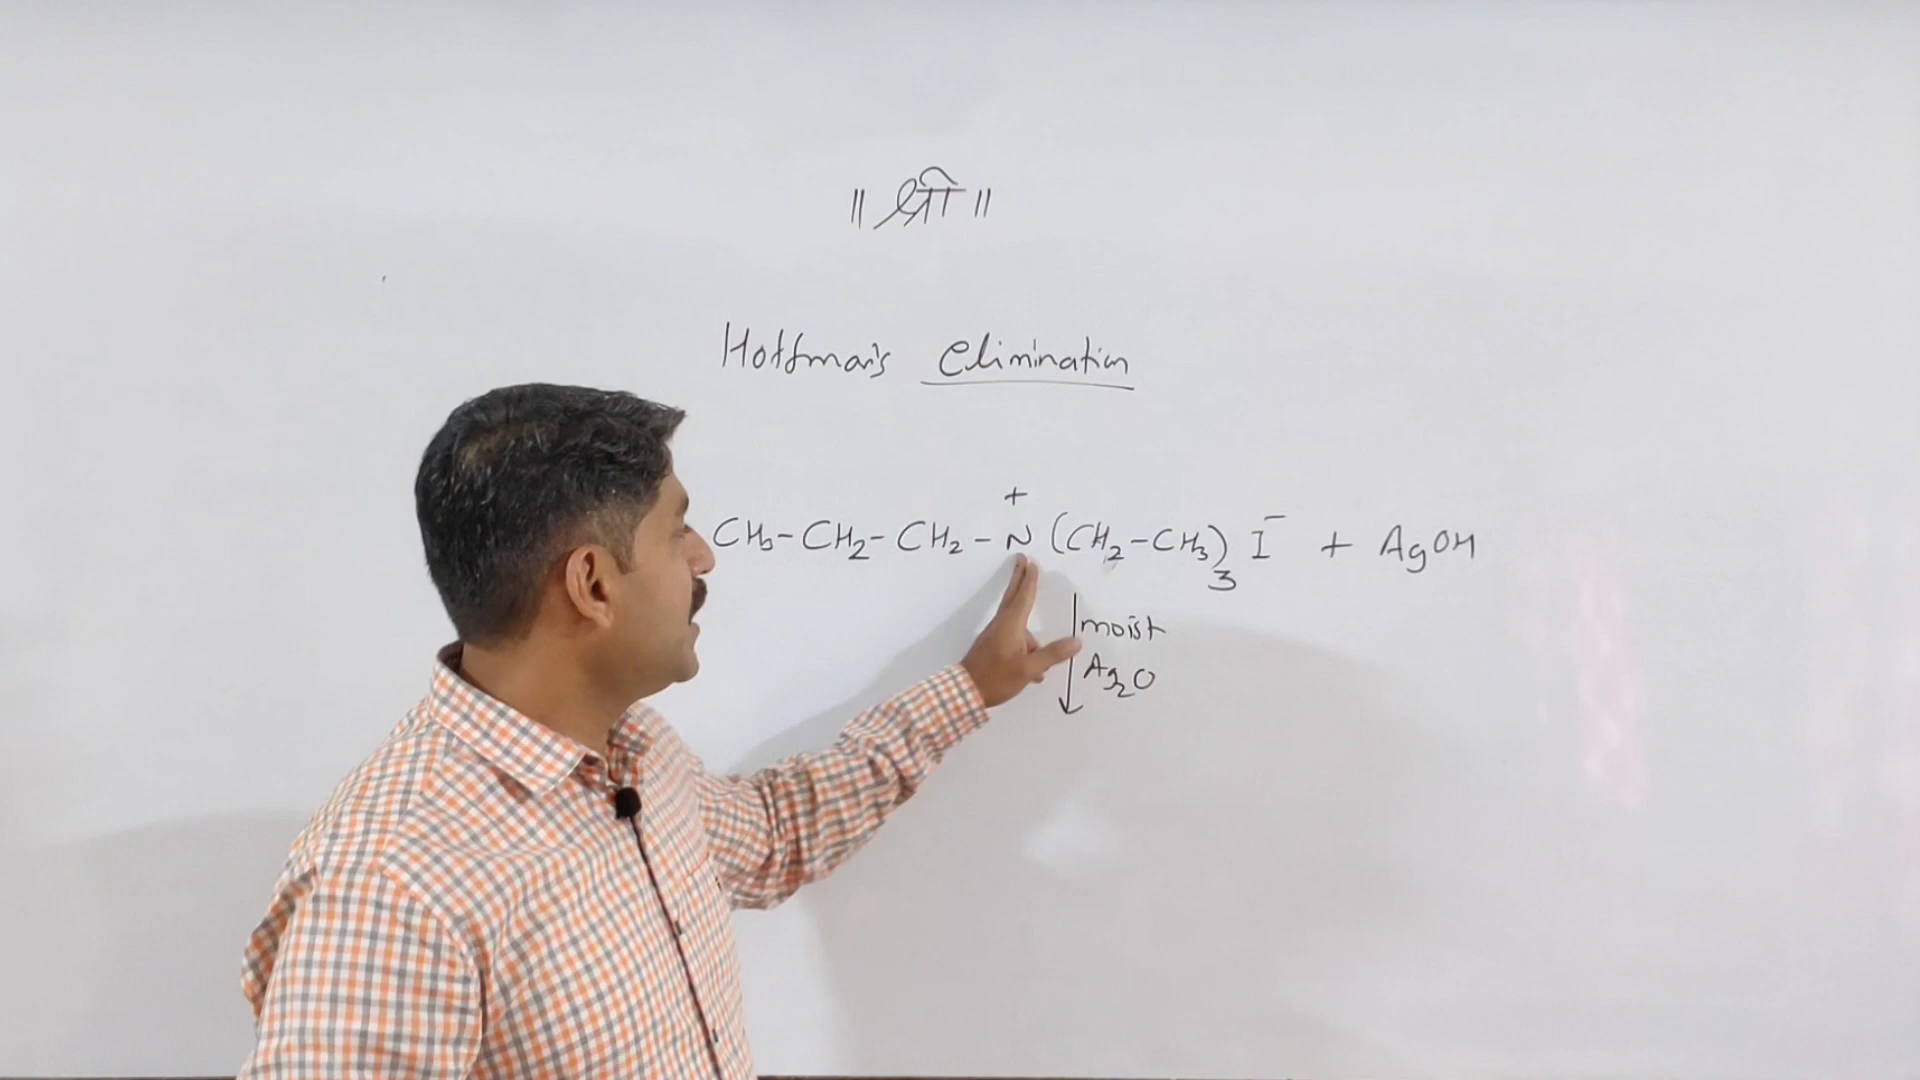 ॥ श्री ॥
Hoffman's Elimination
CH₃-CH₂-CH₂-N⁺(CH₂-CH₃)₃ I⁻ + AgOH
moist
Ag₂O